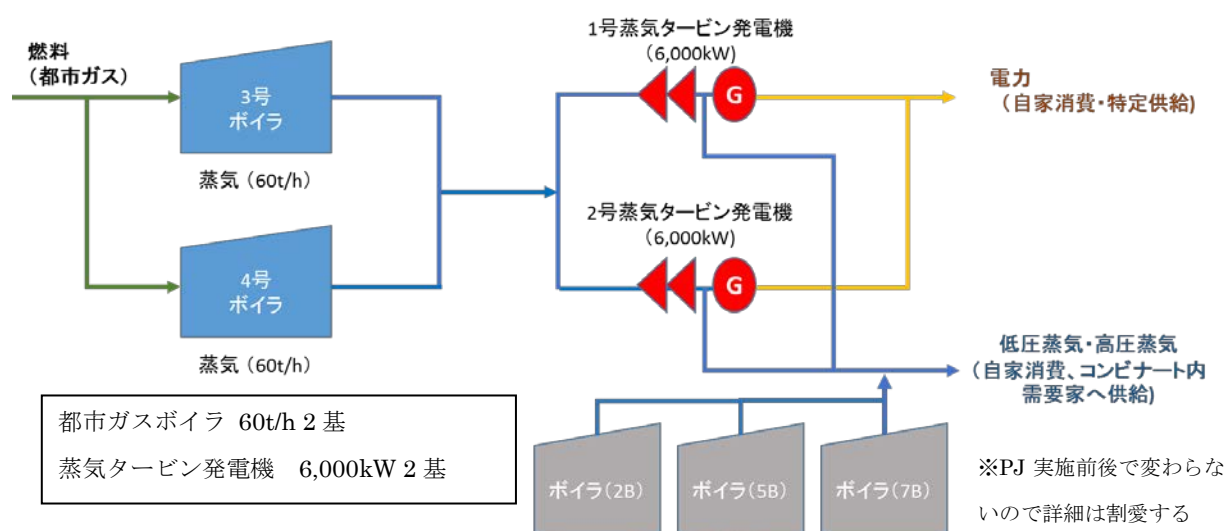 燃料
（都市ガス）
3号
ボイラ
蒸気（60t/h）
4号
ボイラ
蒸気（60t/h）
1号蒸気タービン発電機
（6,000kW）
G
2号蒸気タービン発電機
（6,000kW)
G
電力
（自家消費・特定供給)
低圧蒸気・高圧蒸気
（自家消費、コンビナート内
需要家へ供給)
都市ガスボイラ 60t/h 2 基
蒸気タービン発電機　6,000kW 2 基
ボイラ（2B）
ボイラ（5B）
ボイラ（7B）
※PJ 実施前後で変わらな
いので詳細は割愛する